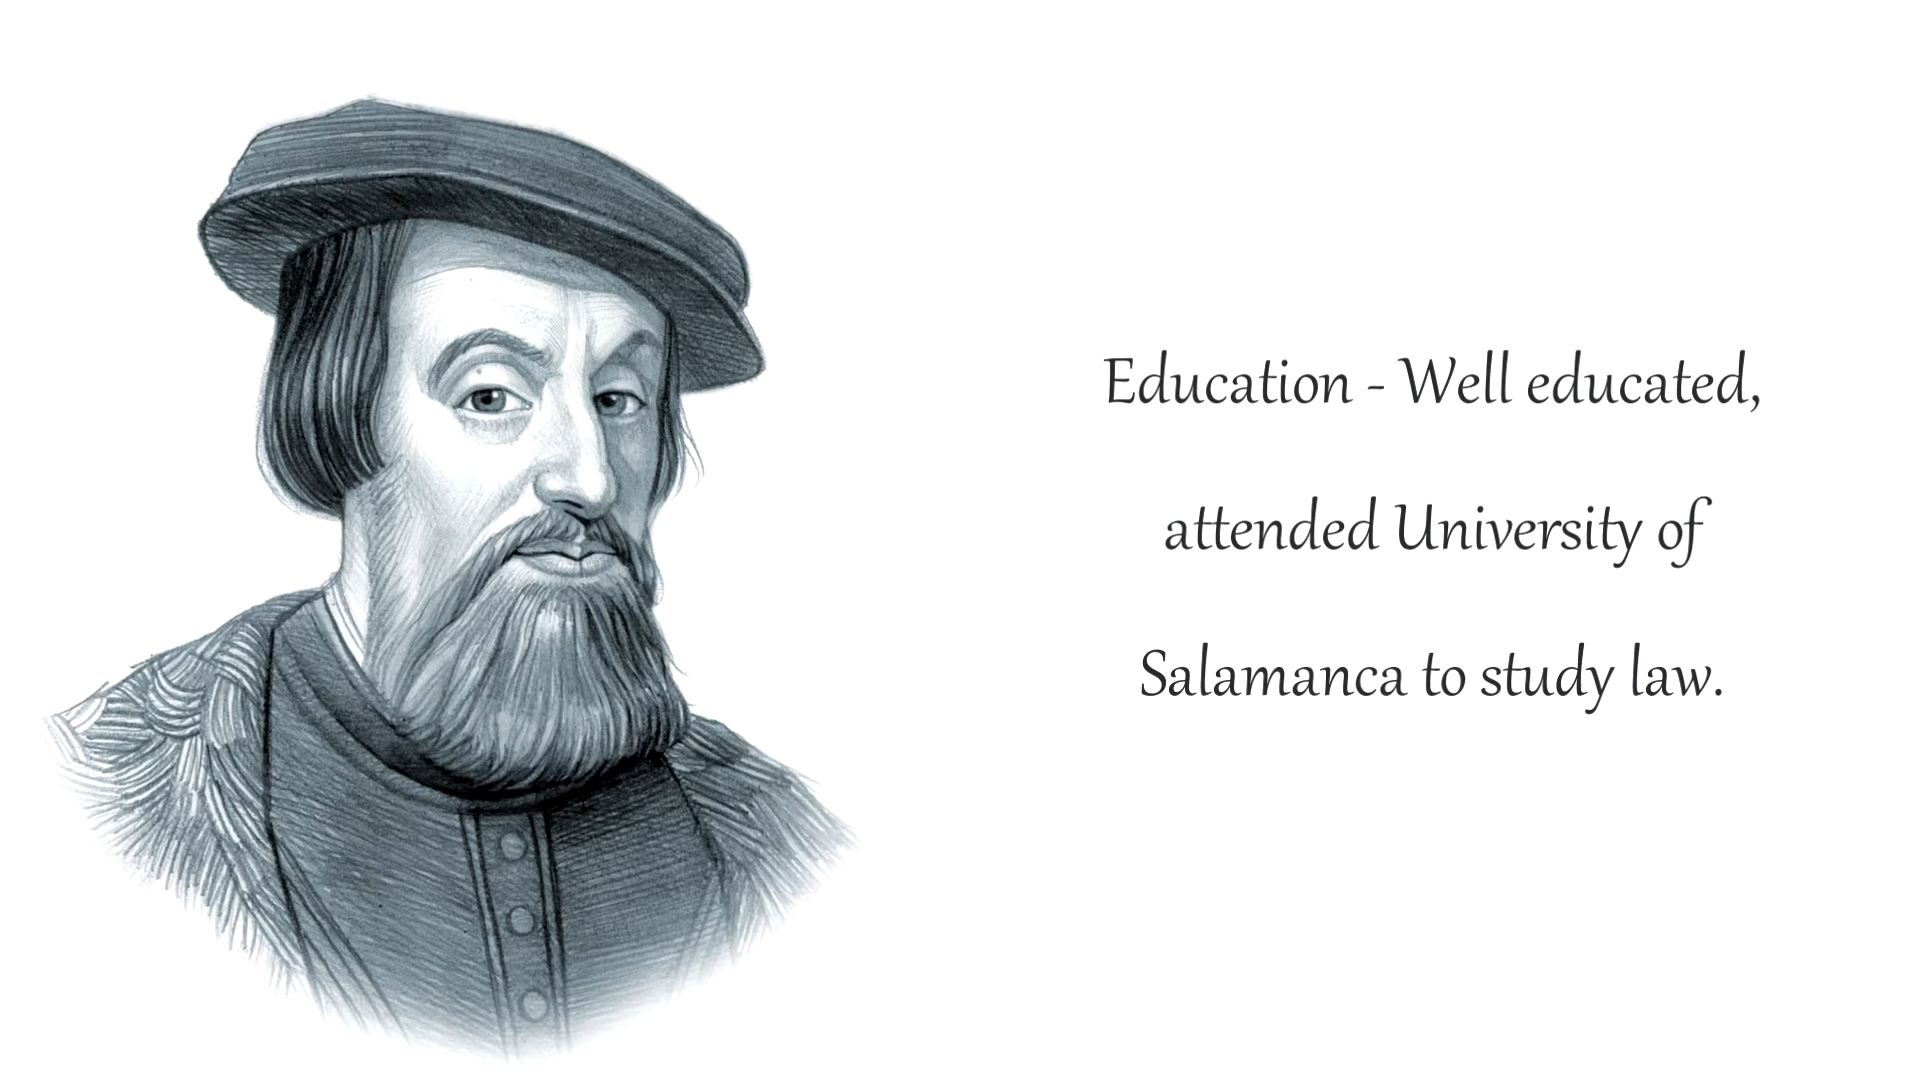 Education - Well educated,
attended University of
Salamanca to study law.